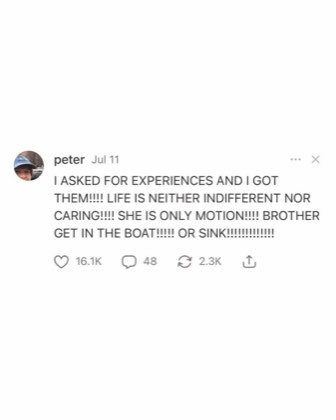 peter Jul 11
I ASKED FOR EXPERIENCES AND I GOT
THEM!!!! LIFE IS NEITHER INDIFFERENT NOR
CARING!!!! SHE IS ONLY MOTION!!!! BROTHER
GET IN THE BOAT!!!!! OR SINK!!!!!!!!!!!!!
16.1K 48 2.3K